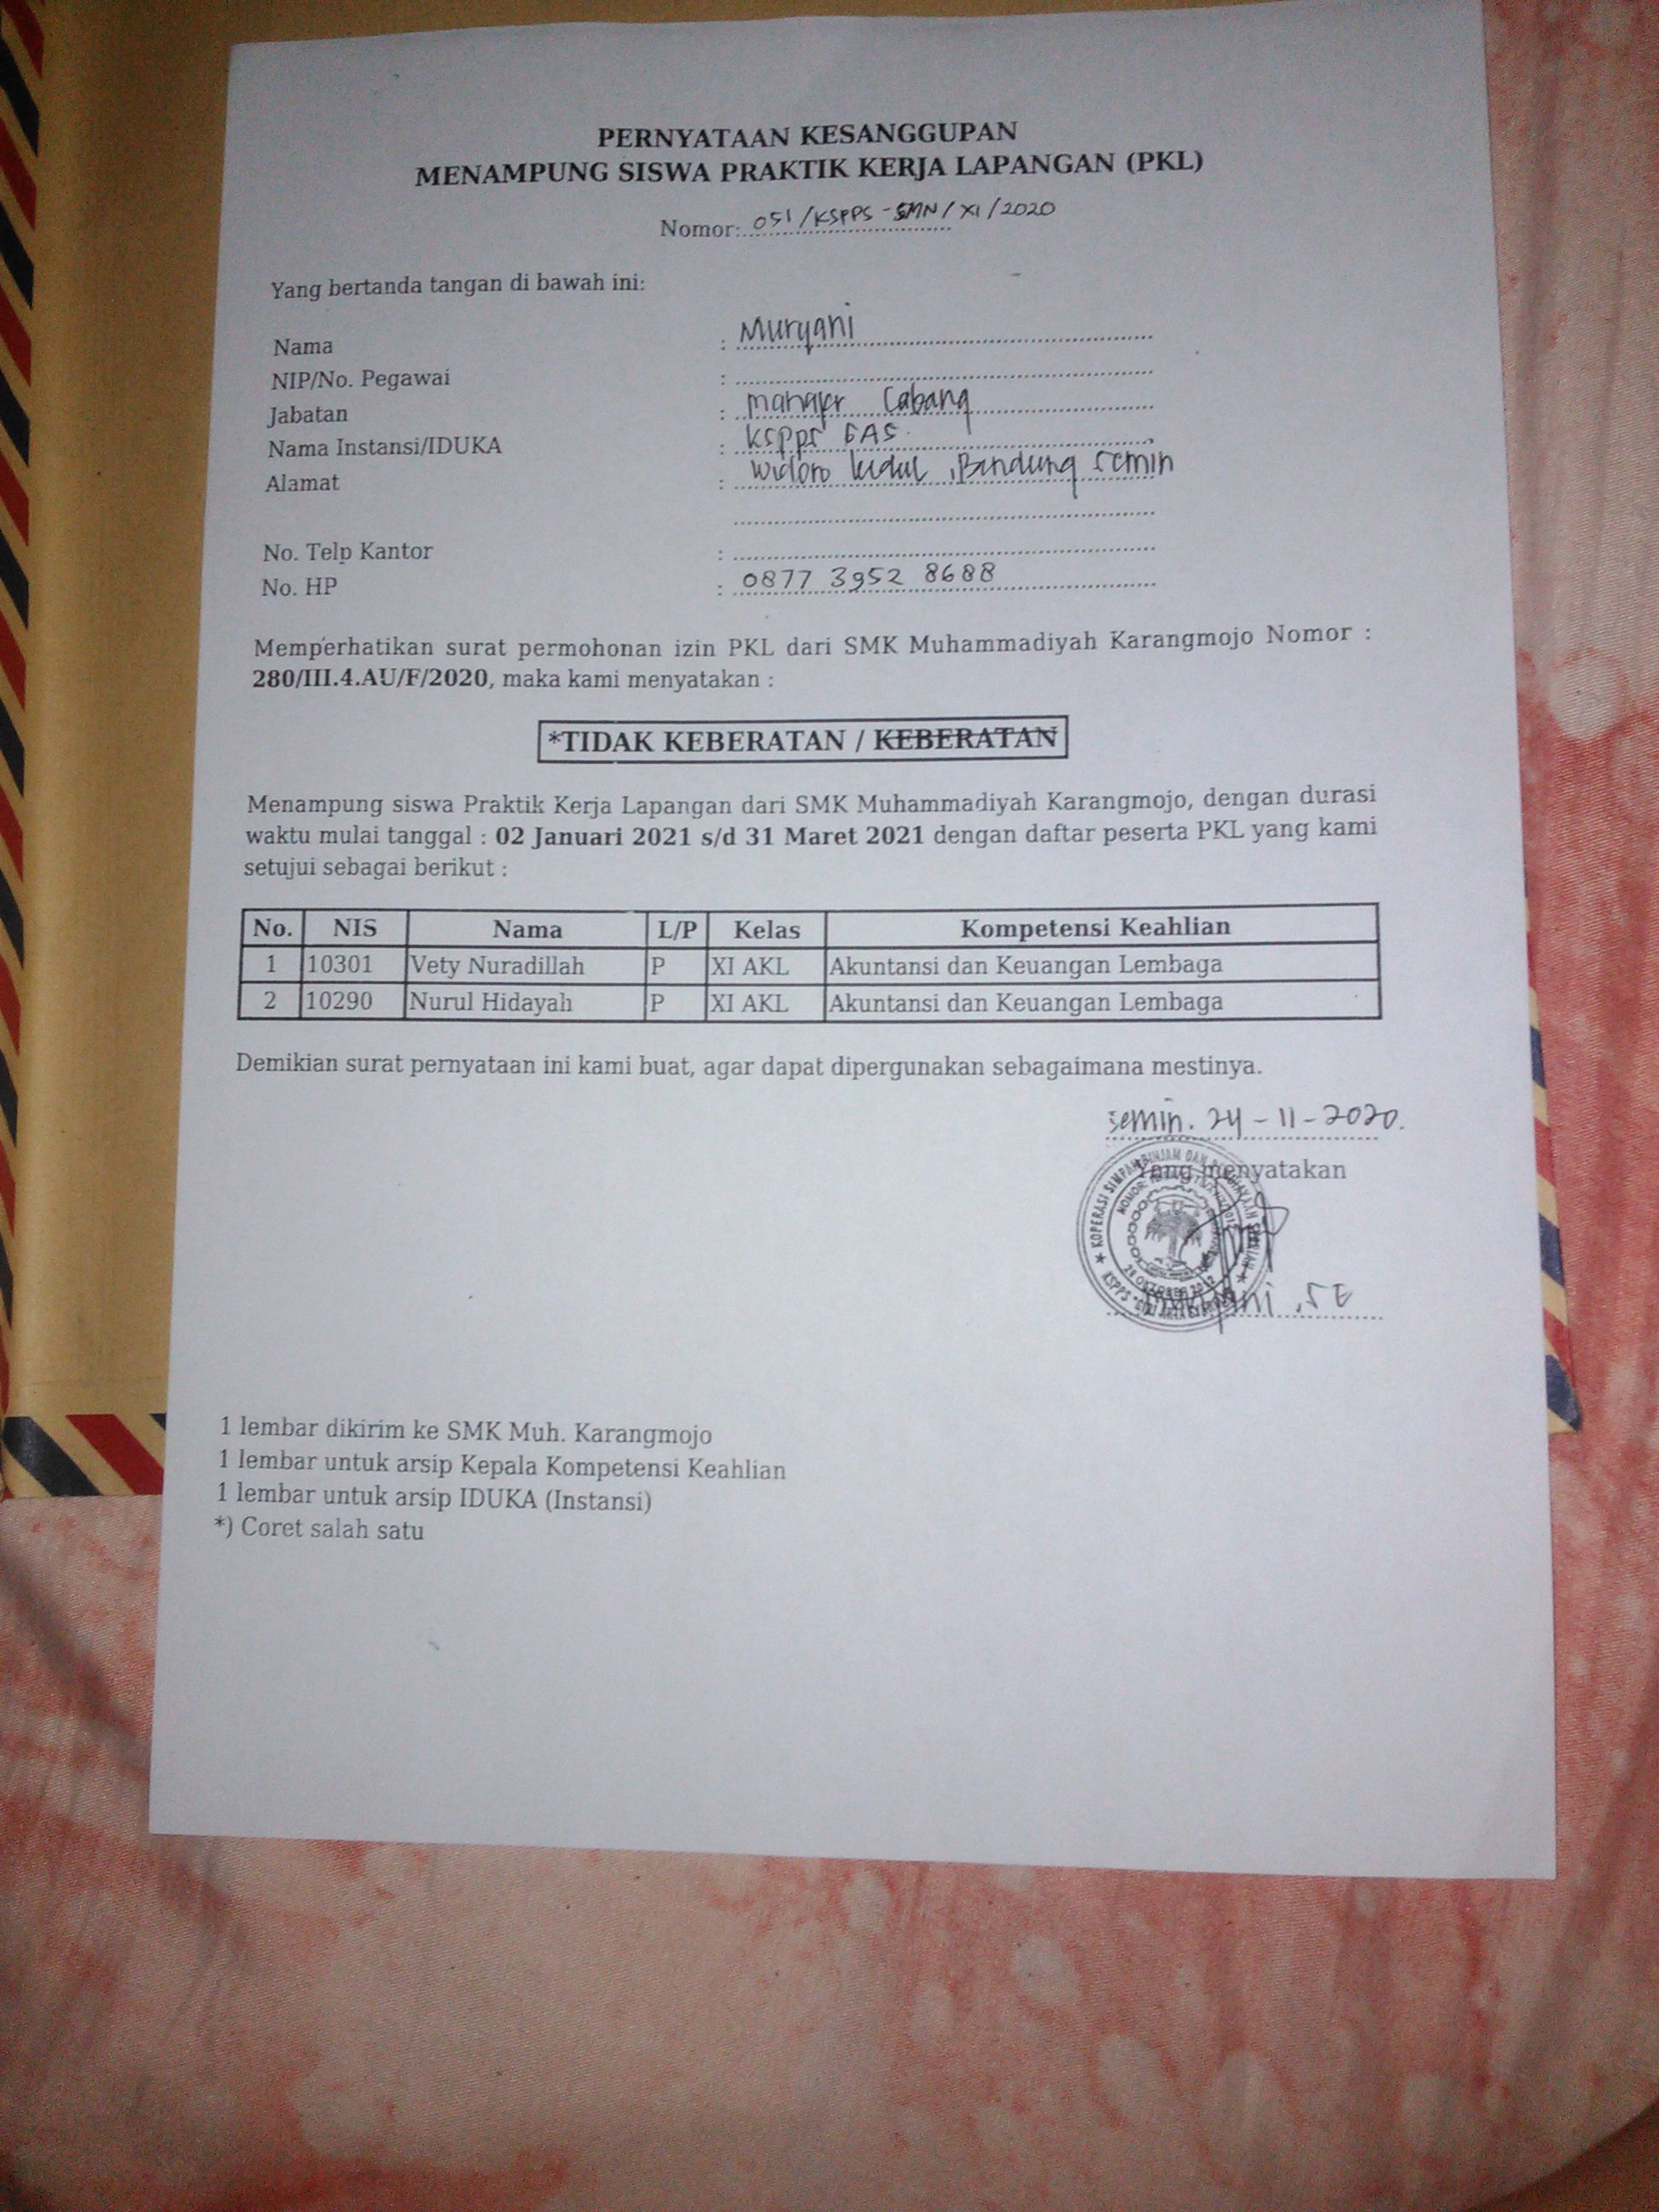 PERNYATAAN KESANGGUPAN
MENAMPUNG SISWA PRAKTIK KERJA LAPANGAN (PKL)
Nomor: 051/KSPPS-SMN/XI/2020
Yang bertanda tangan di bawah ini:
Nama : Muryani
NIP/No. Pegawai :
Jabatan : Manajer Cabang
Nama Instansi/IDUKA : KSPPS GAS
Alamat : Widoro kidul, Bendung Semin
No. Telp Kantor :
No. HP : 0877 3952 8688
Memperhatikan surat permohonan izin PKL dari SMK Muhammadiyah Karangmojo Nomor :
280/III.4.AU/F/2020, maka kami menyatakan :
*TIDAK KEBERATAN / KEBERATAN
Menampung siswa Praktik Kerja Lapangan dari SMK Muhammadiyah Karangmojo, dengan durasi
waktu mulai tanggal : 02 Januari 2021 s/d 31 Maret 2021 dengan daftar peserta PKL yang kami
setujui sebagai berikut :
No. NIS Nama L/P Kelas Kompetensi Keahlian
1 10301 Vety Nuradillah P XI AKL Akuntansi dan Keuangan Lembaga
2 10290 Nurul Hidayah P XI AKL Akuntansi dan Keuangan Lembaga
Demikian surat pernyataan ini kami buat, agar dapat dipergunakan sebagaimana mestinya.
Semin. 24-11-2020.
Yang menyatakan
KOPERASI SIMPAN PINJAM DAN
28 OKTOBER 2012
KSPPS
Muryani, SE
1 lembar dikirim ke SMK Muh. Karangmojo
1 lembar untuk arsip Kepala Kompetensi Keahlian
1 lembar untuk arsip IDUKA (Instansi)
*) Coret salah satu